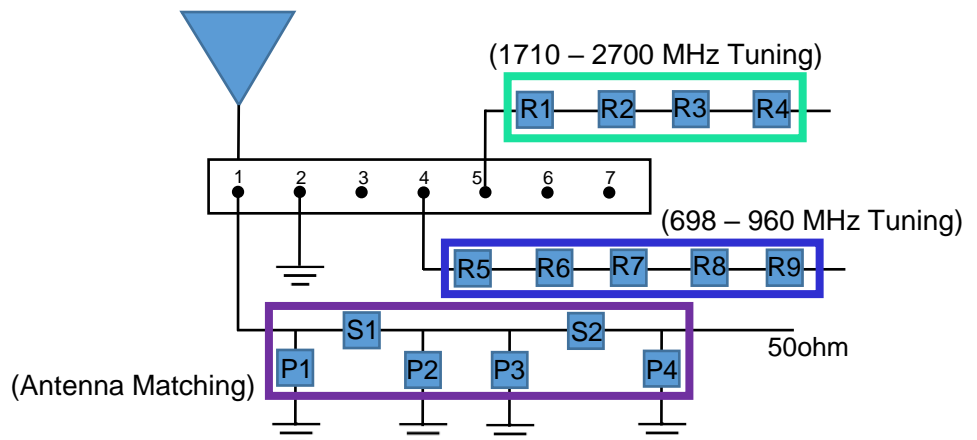 (1710 – 2700 MHz Tuning)
R1 R2 R3 R4
1 2 3 4 5 6 7
(698 – 960 MHz Tuning)
R5 R6 R7 R8 R9
S1 S2
50ohm
P1 P2 P3 P4
(Antenna Matching)